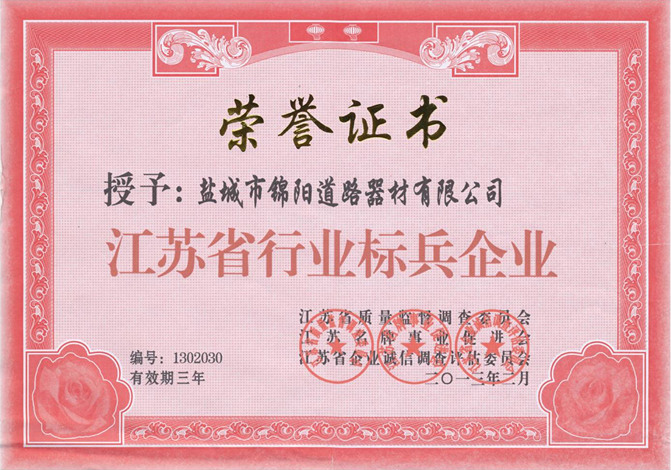 荣誉证书
授予：盐城市锦阳道路器材有限公司
江苏省行业标兵企业
江苏省质量监督调查委员会
江苏名牌事业促进会
江苏省企业诚信调查评估委员会
二〇一三年二月
编号：1302030
有效期三年